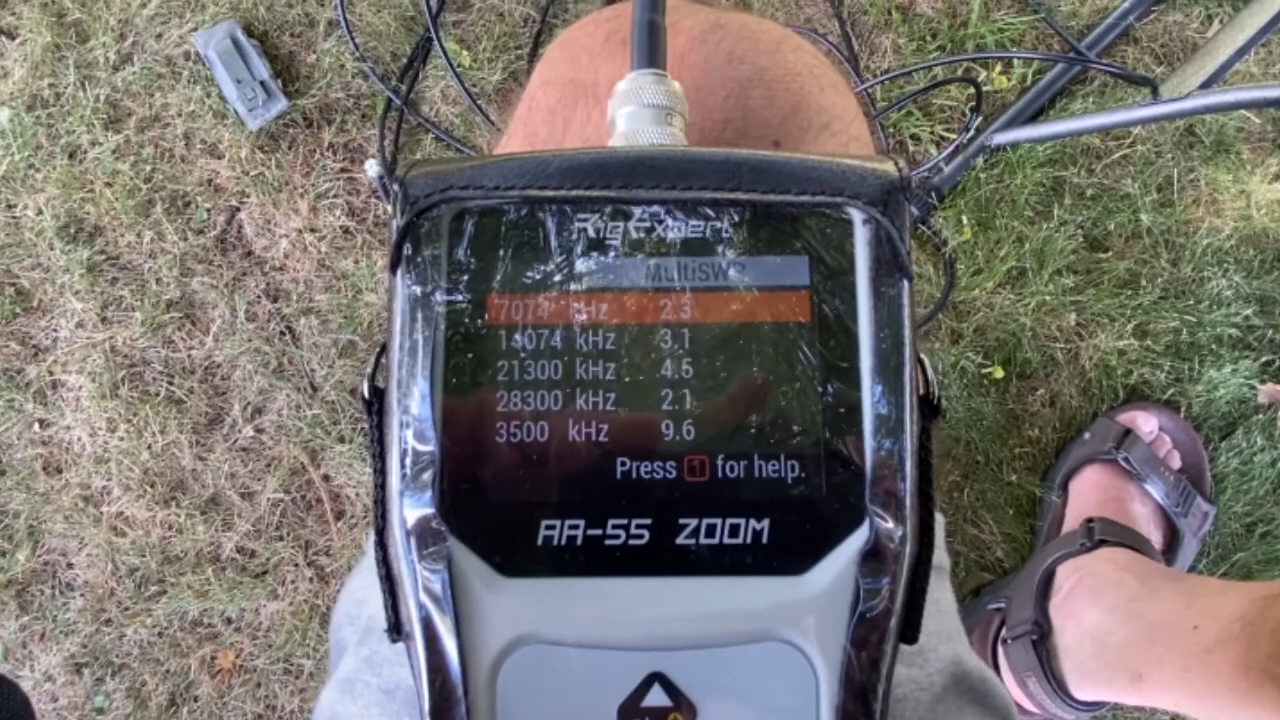 RigExpert
MultiSWR
7074 kHz 2.3
14074 kHz 3.1
21300 kHz 4.5
28300 kHz 2.1
3500 kHz 9.6
Press 1 for help.
AA-55 ZOOM